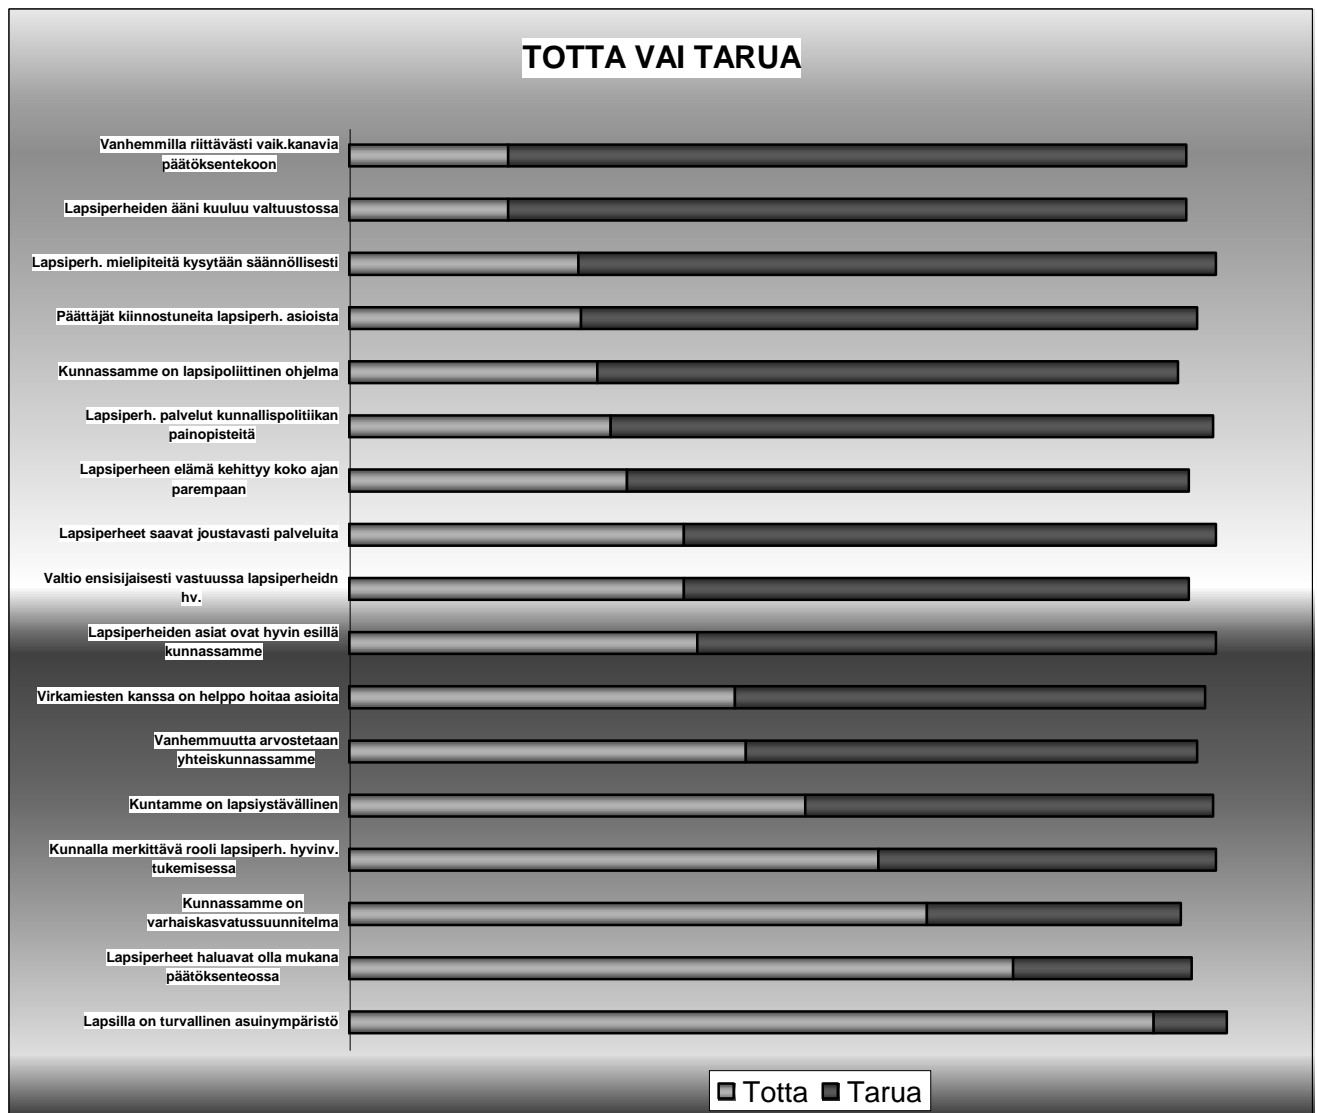 TOTTA VAI TARUA
Vanhemmilla riittävästi vaik.kanavia
päätöksentekoon
Lapsiperheiden ääni kuuluu valtuustossa
Lapsiperh. mielipiteitä kysytään säännöllisesti
Päättäjät kiinnostuneita lapsiperh. asioista
Kunnassamme on lapsipoliittinen ohjelma
Lapsiperh. palvelut kunnallispolitiikan
painopisteitä
Lapsiperheen elämä kehittyy koko ajan
parempaan
Lapsiperheet saavat joustavasti palveluita
Valtio ensisijaisesti vastuussa lapsiperheidn
hv.
Lapsiperheiden asiat ovat hyvin esillä
kunnassamme
Virkamiesten kanssa on helppo hoitaa asioita
Vanhemmuutta arvostetaan
yhteiskunnassamme
Kuntamme on lapsiystävällinen
Kunnalla merkittävä rooli lapsiperh. hyvinv.
tukemisessa
Kunnassamme on
varhaiskasvatussuunnitelma
Lapsiperheet haluavat olla mukana
päätöksenteossa
Lapsilla on turvallinen asuinympäristö
Totta Tarua